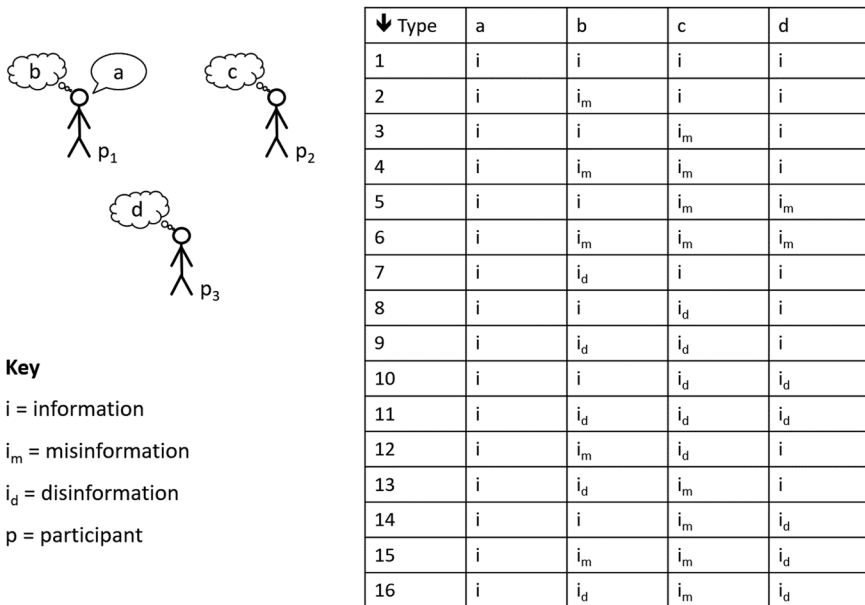 b a
p1
c
p2
d
p3
Key
i = information
im = misinformation
id = disinformation
p = participant
🡻 Type a b c d
1 i i i i
2 i im i i
3 i i im i
4 i im im i
5 i i im im
6 i im im im
7 i id i i
8 i i id i
9 i id id i
10 i i id id
11 i id id id
12 i im id i
13 i id im i
14 i i im id
15 i im im id
16 i id im id